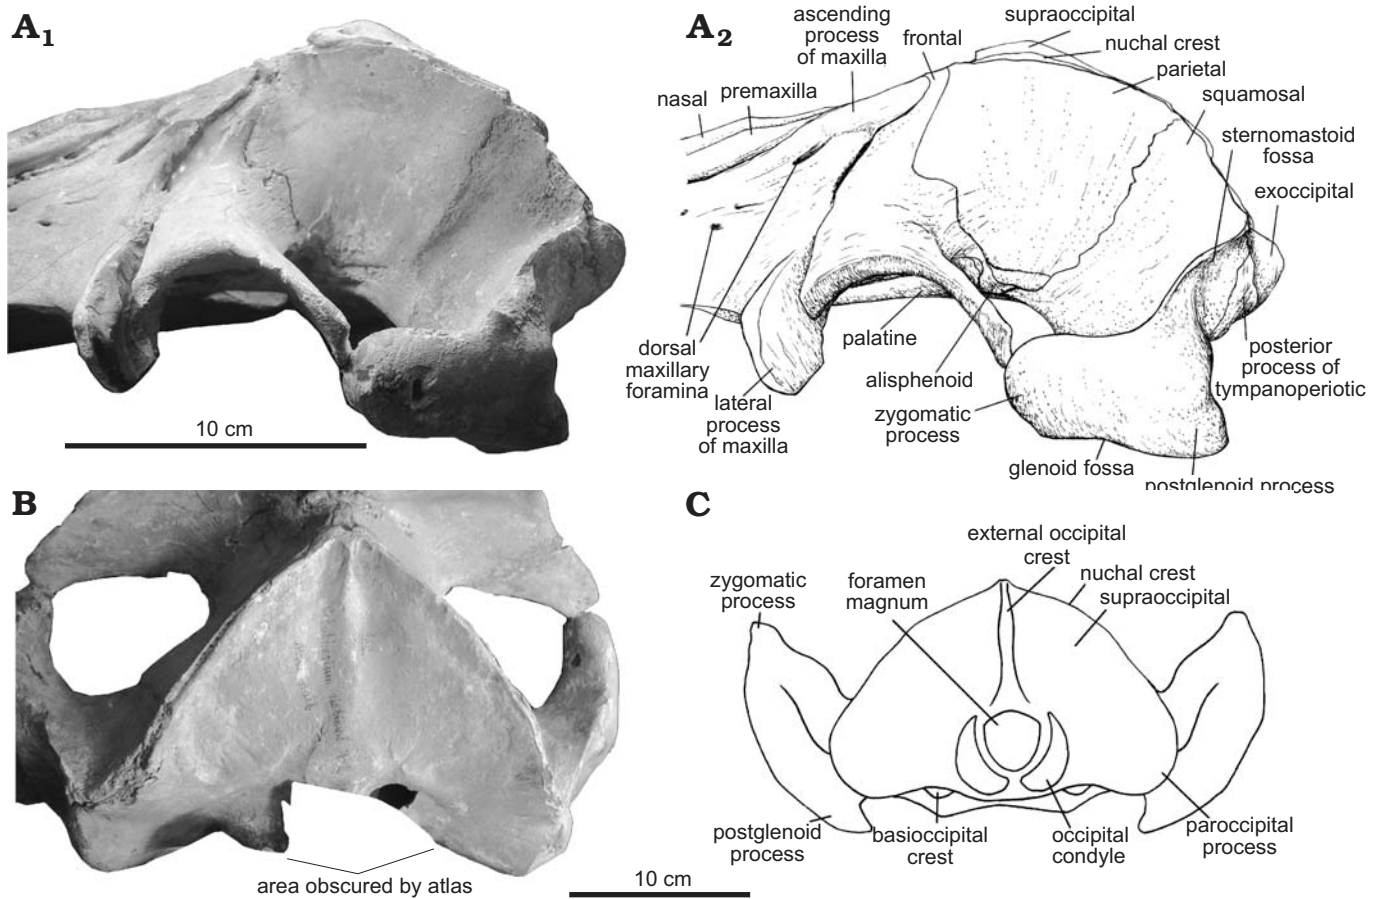 A1
10 cm
A2
ascending
process
of maxilla
frontal
supraoccipital
nuchal crest
parietal
squamosal
nasal
premaxilla
sternomastoid
fossa
exoccipital
dorsal
maxillary
foramina
palatine
alisphenoid
lateral
process
of maxilla
zygomatic
process
glenoid fossa
postglenoid process
posterior
process of
tympanoperiotic
B
area obscured by atlas
10 cm
C
external occipital
crest
zygomatic
process
foramen
magnum
nuchal crest
supraoccipital
postglenoid
process
basioccipital
crest
occipital
condyle
paroccipital
process